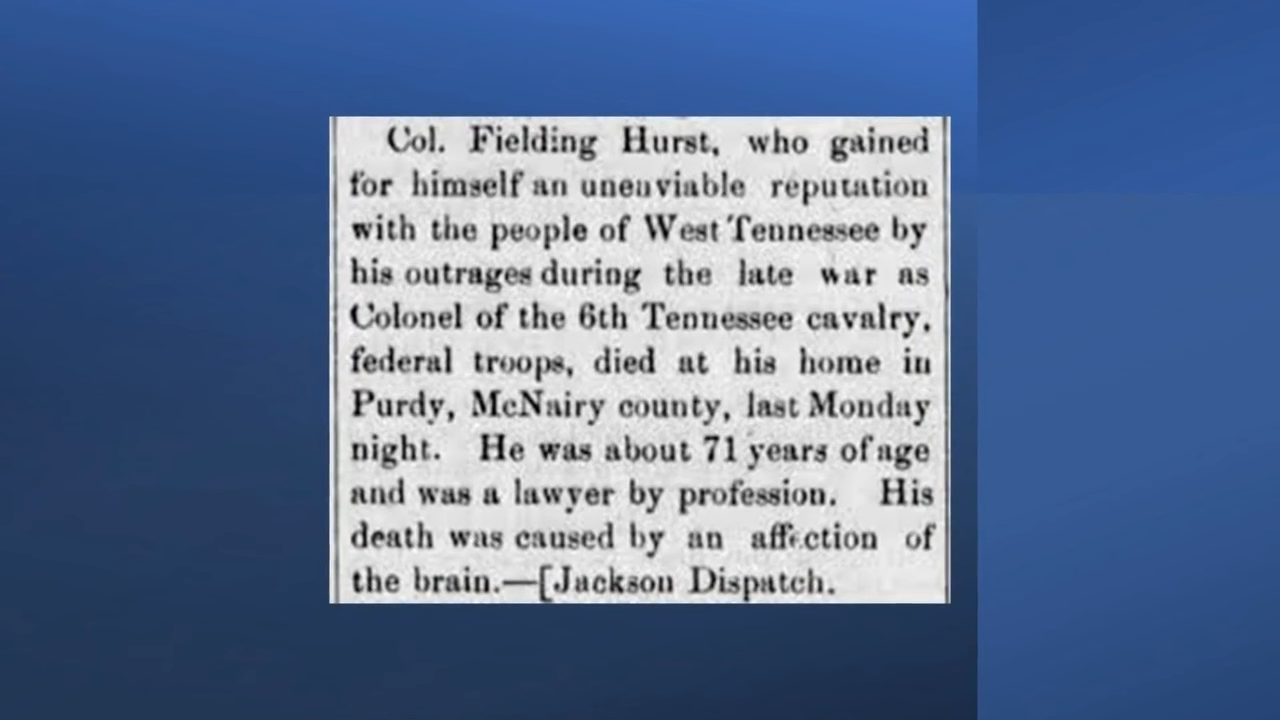 Col. Fielding Hurst, who gained
for himself an unenviable reputation
with the people of West Tennessee by
his outrages during the late war as
Colonel of the 6th Tennessee cavalry,
federal troops, died at his home in
Purdy, McNairy county, last Monday
night. He was about 71 years of age
and was a lawyer by profession. His
death was caused by an affection of
the brain.—[Jackson Dispatch.